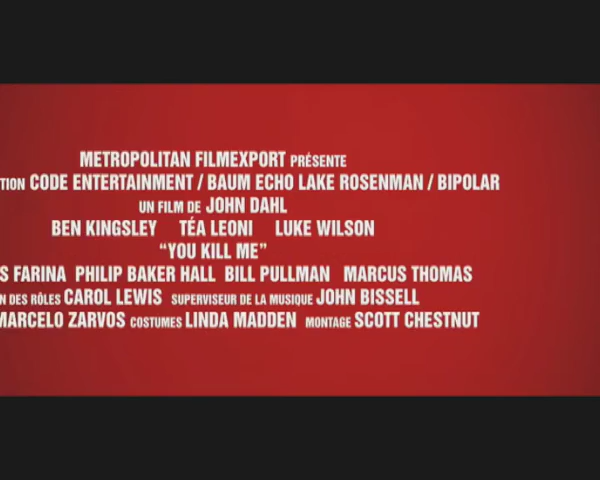 METROPOLITAN FILMEXPORT PRÉSENTE
TION CODE ENTERTAINMENT / BAUM ECHO LAKE ROSENMAN / BIPOLAR
UN FILM DE JOHN DAHL
BEN KINGSLEY TÉA LEONI LUKE WILSON
“YOU KILL ME”
S FARINA PHILIP BAKER HALL BILL PULLMAN MARCUS THOMAS
N DES RÔLES CAROL LEWIS SUPERVISEUR DE LA MUSIQUE JOHN BISSELL
MARCELO ZARVOS COSTUMES LINDA MADDEN MONTAGE SCOTT CHESTNUT